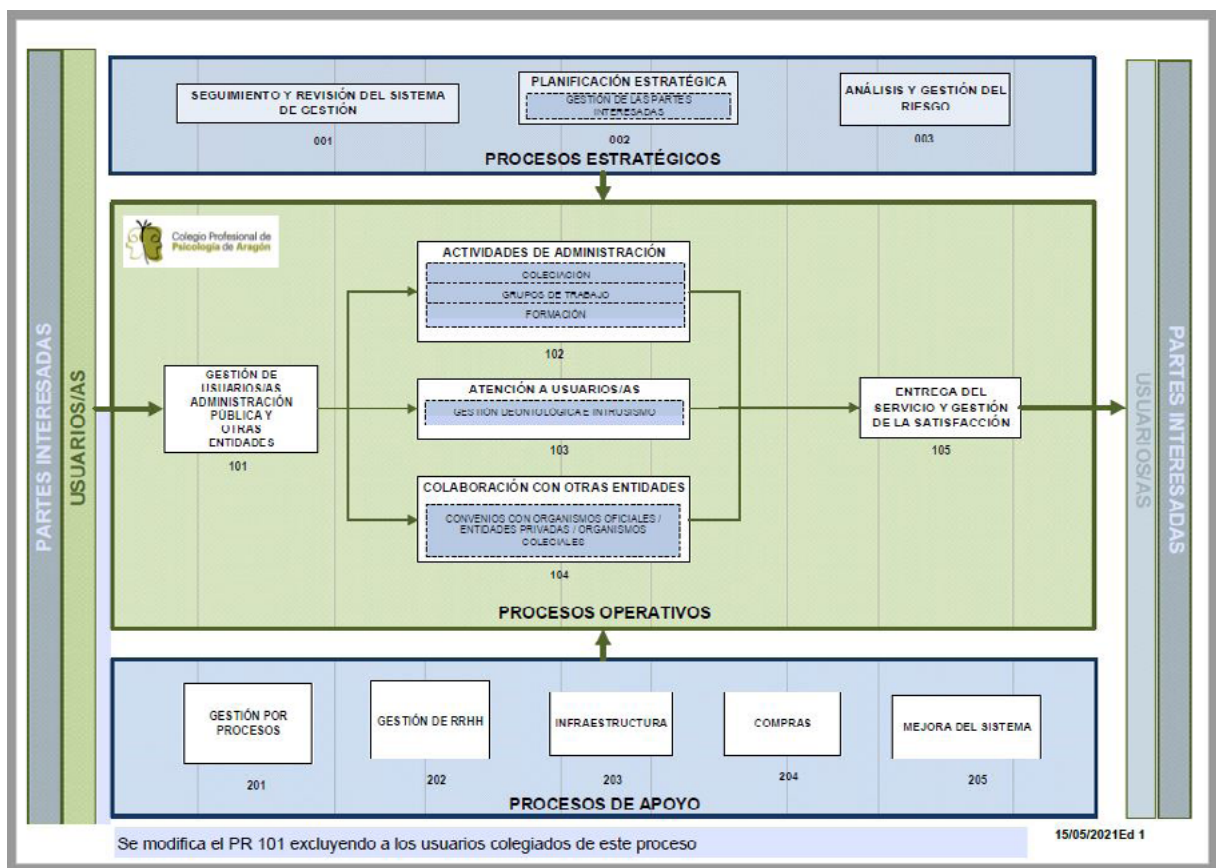 PARTES INTERESADAS
USUARIOS/AS
SEGUIMIENTO Y REVISIÓN DEL SISTEMA
DE GESTIÓN
001
PLANIFICACIÓN ESTRATÉGICA
GESTIÓN DE LAS PARTES
INTERESADAS
002
ANÁLISIS Y GESTIÓN DEL
RIESGO
003
PROCESOS ESTRATÉGICOS
Colegio Profesional de
Psicología de Aragón
GESTIÓN DE
USUARIOS/AS
ADMINISTRACIÓN
PÚBLICA Y
OTRAS
ENTIDADES
101
ACTIVIDADES DE ADMINISTRACIÓN
COLEGIACIÓN
GRUPOS DE TRABAJO
FORMACIÓN
102
ATENCIÓN A USUARIOS/AS
GESTIÓN DEONTOLÓGICA E INTRUSISMO
103
COLABORACIÓN CON OTRAS ENTIDADES
CONVENIOS CON ORGANISMOS OFICIALES /
ENTIDADES PRIVADAS / ORGANISMOS
COLEGIALES
104
ENTREGA DEL
SERVICIO Y GESTIÓN
DE LA SATISFACCIÓN
105
PROCESOS OPERATIVOS
GESTIÓN POR
PROCESOS
201
GESTIÓN DE RRHH
202
INFRAESTRUCTURA
203
COMPRAS
204
MEJORA DEL SISTEMA
205
PROCESOS DE APOYO
USUARIOS/AS
PARTES INTERESADAS
Se modifica el PR 101 excluyendo a los usuarios colegiados de este proceso
15/05/2021Ed 1